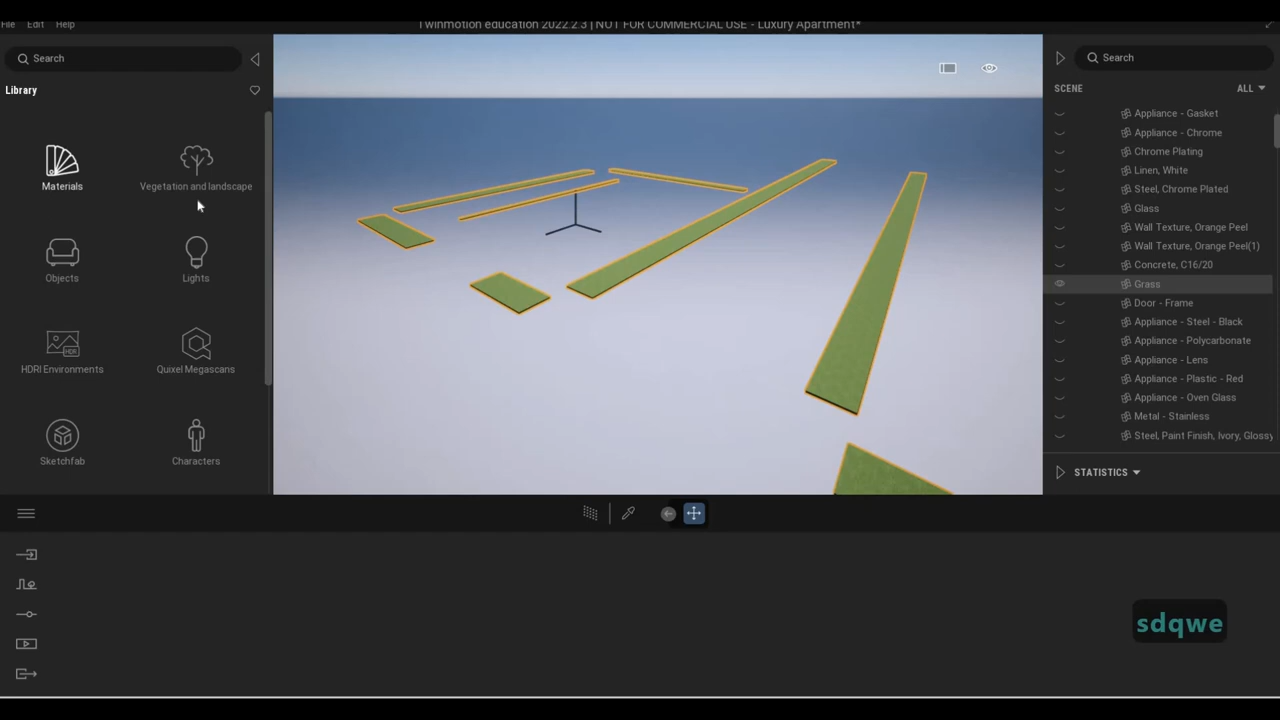 File Edit Help
Twinmotion education 2022.2.3 | NOT FOR COMMERCIAL USE - Luxury Apartment*
Search
Library
Materials
Vegetation and landscape
Objects
Lights
HDRI Environments
Quixel Megascans
Sketchfab
Characters
Search
SCENE ALL
Appliance - Gasket
Appliance - Chrome
Chrome Plating
Linen, White
Steel, Chrome Plated
Glass
Wall Texture, Orange Peel
Wall Texture, Orange Peel(1)
Concrete, C16/20
Grass
Door - Frame
Appliance - Steel - Black
Appliance - Polycarbonate
Appliance - Lens
Appliance - Plastic - Red
Appliance - Oven Glass
Metal - Stainless
Steel, Paint Finish, Ivory, Glossy
STATISTICS
sdqwe